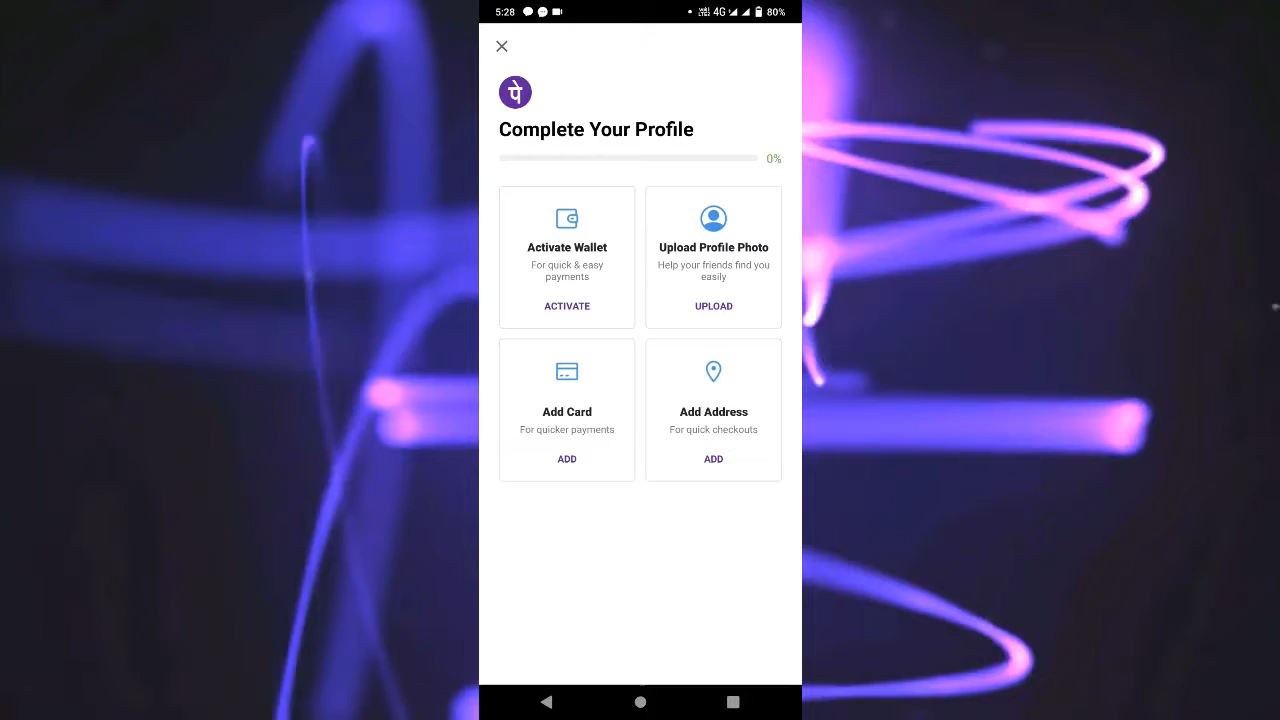 5:28
4G
80%
पे
Complete Your Profile
0%
Activate Wallet
For quick & easy
payments
ACTIVATE
Upload Profile Photo
Help your friends find you
easily
UPLOAD
Add Card
For quicker payments
ADD
Add Address
For quick checkouts
ADD